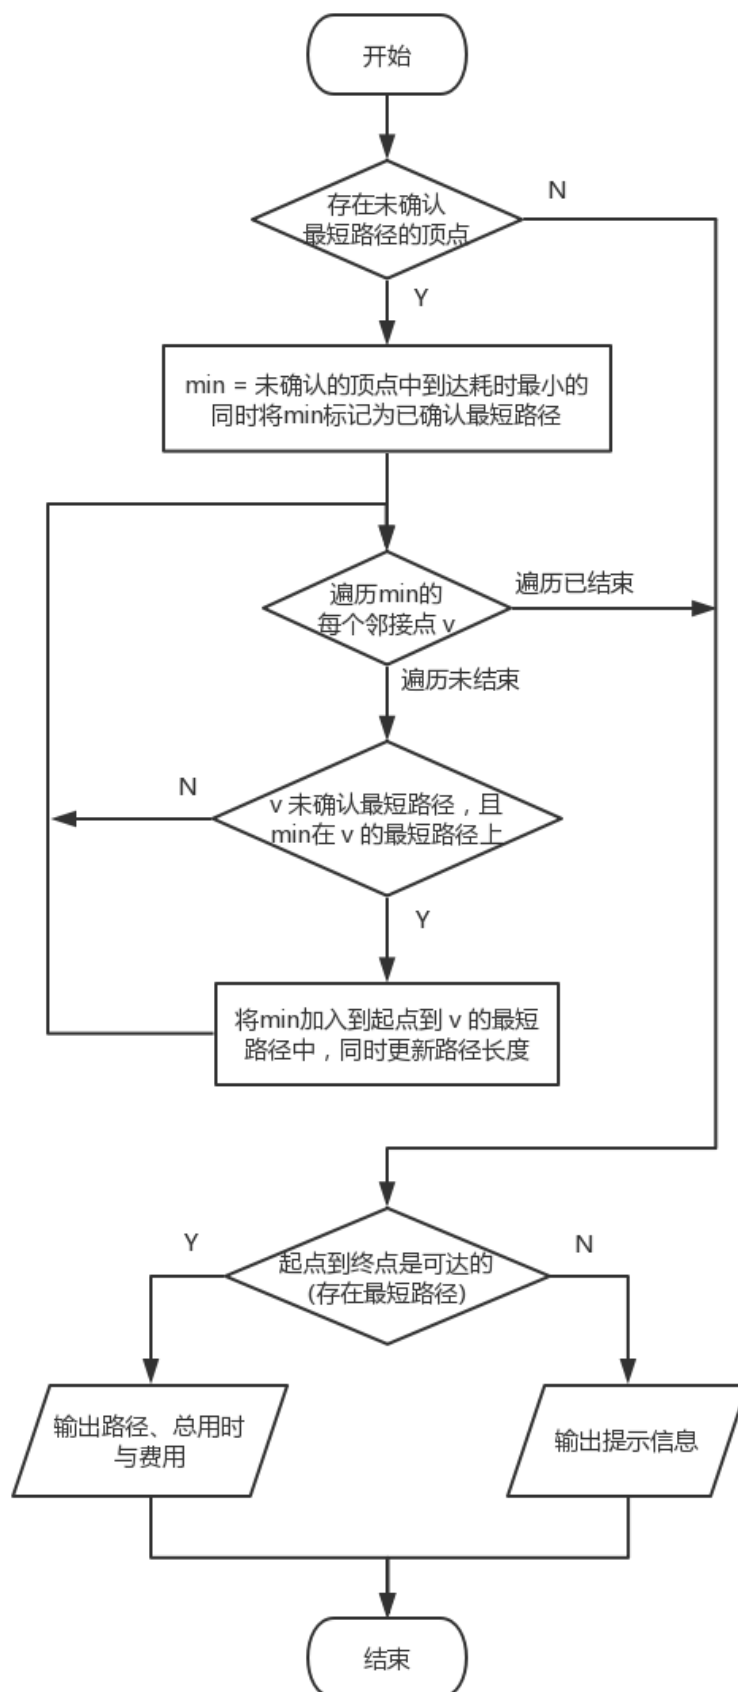 开始
存在未确认
最短路径的顶点
N
Y
min = 未确认的顶点中到达耗时最小的
同时将min标记为已确认最短路径
遍历min的
每个邻接点 v
遍历已结束
遍历未结束
N
v 未确认最短路径，且
min在 v 的最短路径上
Y
将min加入到起点到 v 的最短
路径中，同时更新路径长度
Y
起点到终点是可达的
(存在最短路径)
N
输出路径、总用时
与费用
输出提示信息
结束